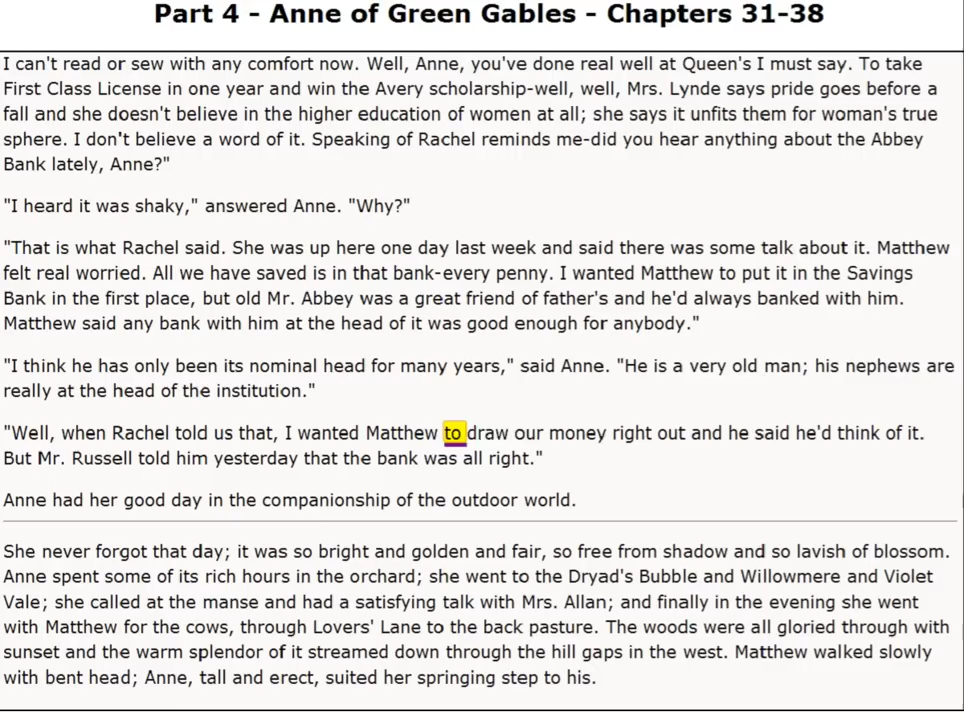 Part 4 - Anne of Green Gables - Chapters 31-38
I can't read or sew with any comfort now. Well, Anne, you've done real well at Queen's I must say. To take
First Class License in one year and win the Avery scholarship-well, well, Mrs. Lynde says pride goes before a
fall and she doesn't believe in the higher education of women at all; she says it unfits them for woman's true
sphere. I don't believe a word of it. Speaking of Rachel reminds me-did you hear anything about the Abbey
Bank lately, Anne?"
"I heard it was shaky," answered Anne. "Why?"
"That is what Rachel said. She was up here one day last week and said there was some talk about it. Matthew
felt real worried. All we have saved is in that bank-every penny. I wanted Matthew to put it in the Savings
Bank in the first place, but old Mr. Abbey was a great friend of father's and he'd always banked with him.
Matthew said any bank with him at the head of it was good enough for anybody."
"I think he has only been its nominal head for many years," said Anne. "He is a very old man; his nephews are
really at the head of the institution."
"Well, when Rachel told us that, I wanted Matthew to draw our money right out and he said he'd think of it.
But Mr. Russell told him yesterday that the bank was all right."
Anne had her good day in the companionship of the outdoor world.
She never forgot that day; it was so bright and golden and fair, so free from shadow and so lavish of blossom.
Anne spent some of its rich hours in the orchard; she went to the Dryad's Bubble and Willowmere and Violet
Vale; she called at the manse and had a satisfying talk with Mrs. Allan; and finally in the evening she went
with Matthew for the cows, through Lovers' Lane to the back pasture. The woods were all gloried through with
sunset and the warm splendor of it streamed down through the hill gaps in the west. Matthew walked slowly
with bent head; Anne, tall and erect, suited her springing step to his.